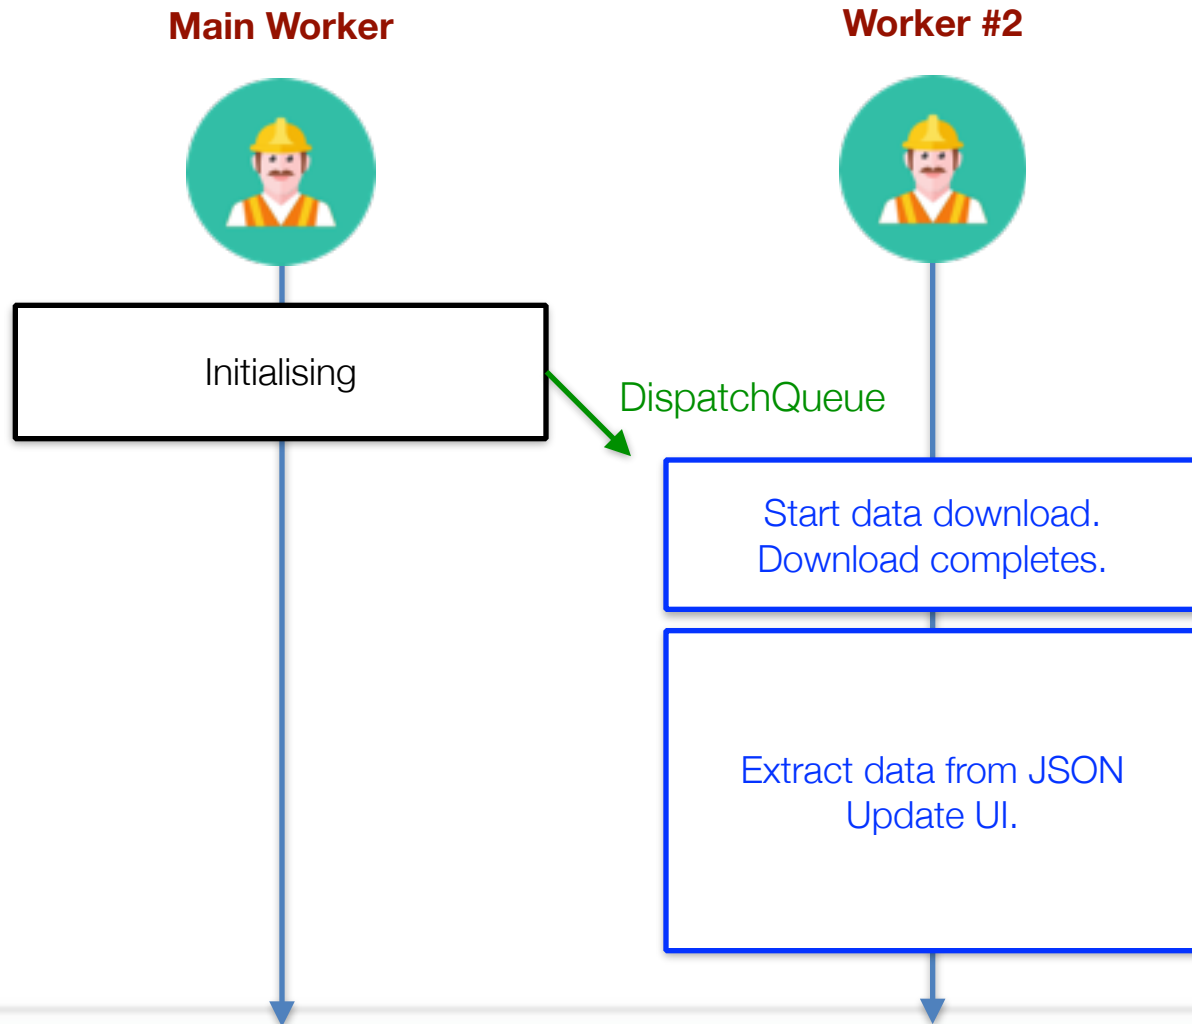 Main Worker
Worker #2
Initialising
DispatchQueue
Start data download.
Download completes.
Extract data from JSON
Update UI.